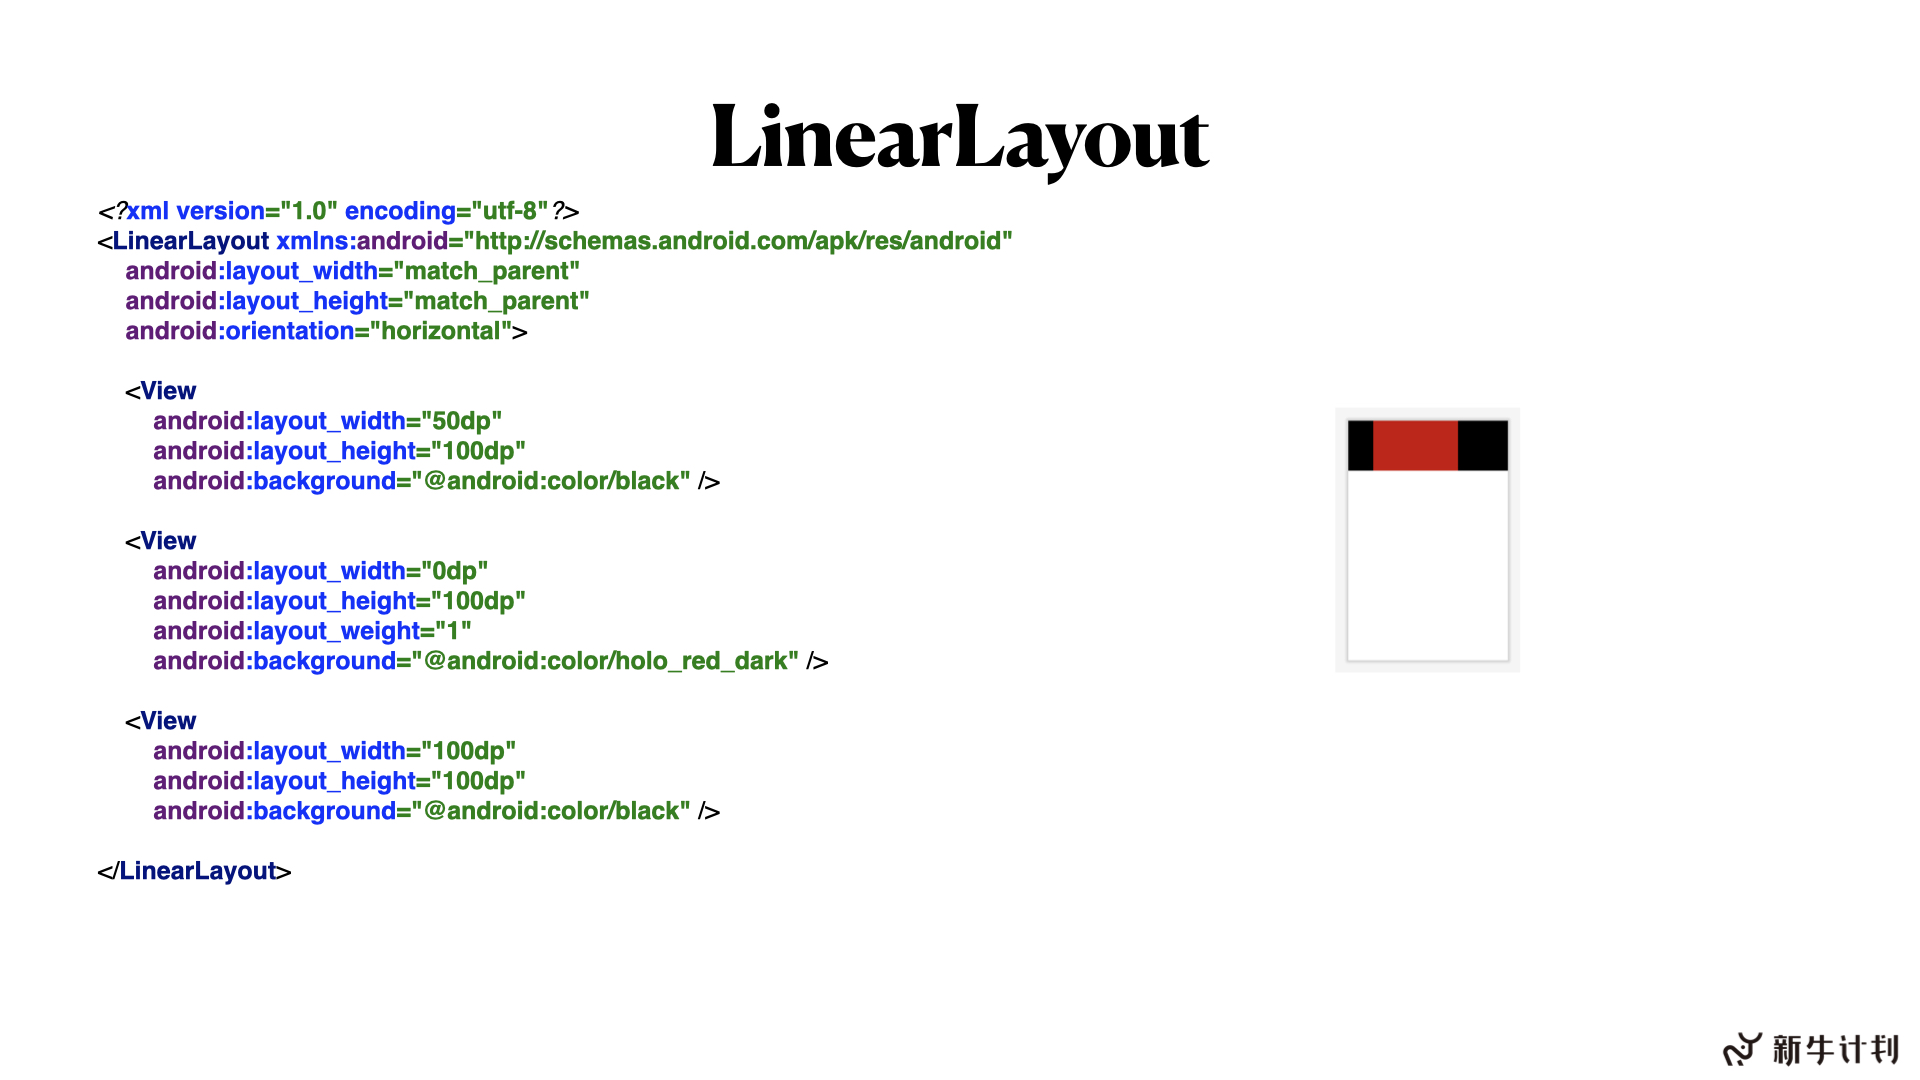 LinearLayout
<?xml version="1.0" encoding="utf-8"?>
<LinearLayout xmlns:android="http://schemas.android.com/apk/res/android"
    android:layout_width="match_parent"
    android:layout_height="match_parent"
    android:orientation="horizontal">
    <View
        android:layout_width="50dp"
        android:layout_height="100dp"
        android:background="@android:color/black" />
    <View
        android:layout_width="0dp"
        android:layout_height="100dp"
        android:layout_weight="1"
        android:background="@android:color/holo_red_dark" />
    <View
        android:layout_width="100dp"
        android:layout_height="100dp"
        android:background="@android:color/black" />
</LinearLayout>
新牛计划